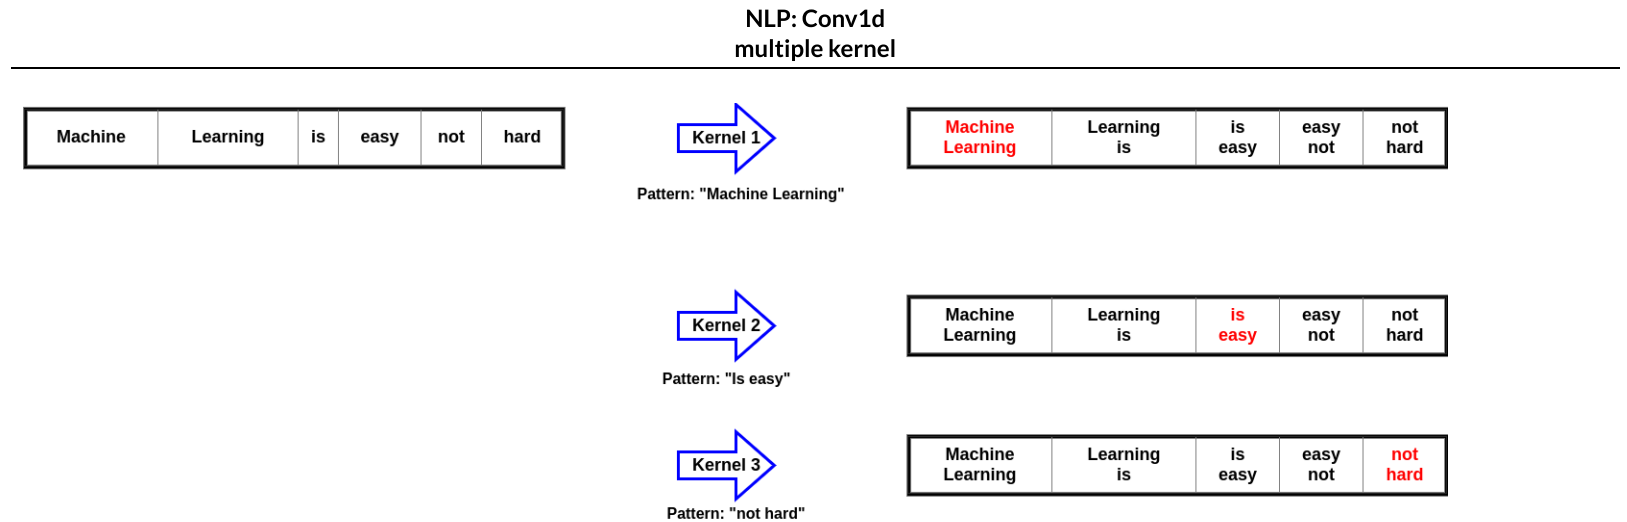 NLP: Conv1d
multiple kernel
Machine Learning is easy not hard
Kernel 1
Pattern: "Machine Learning"
Machine Learning is easy not
Learning is easy not hard
Kernel 2
Pattern: "Is easy"
Machine Learning is easy not
Learning is easy not hard
Kernel 3
Pattern: "not hard"
Machine Learning is easy not
Learning is easy not hard